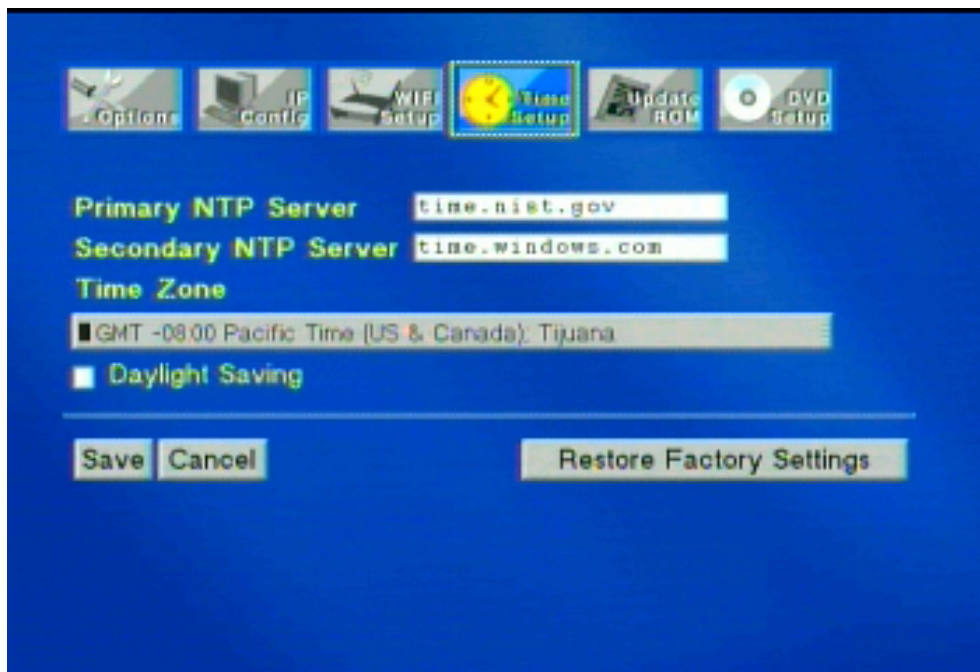 Options
IP Config
WIFI Setup
Time Setup
Update ROM
DVD Setup
Primary NTP Server time.nist.gov
Secondary NTP Server time.windows.com
Time Zone
GMT -08:00 Pacific Time (US & Canada), Tijuana
Daylight Saving
Save Cancel Restore Factory Settings